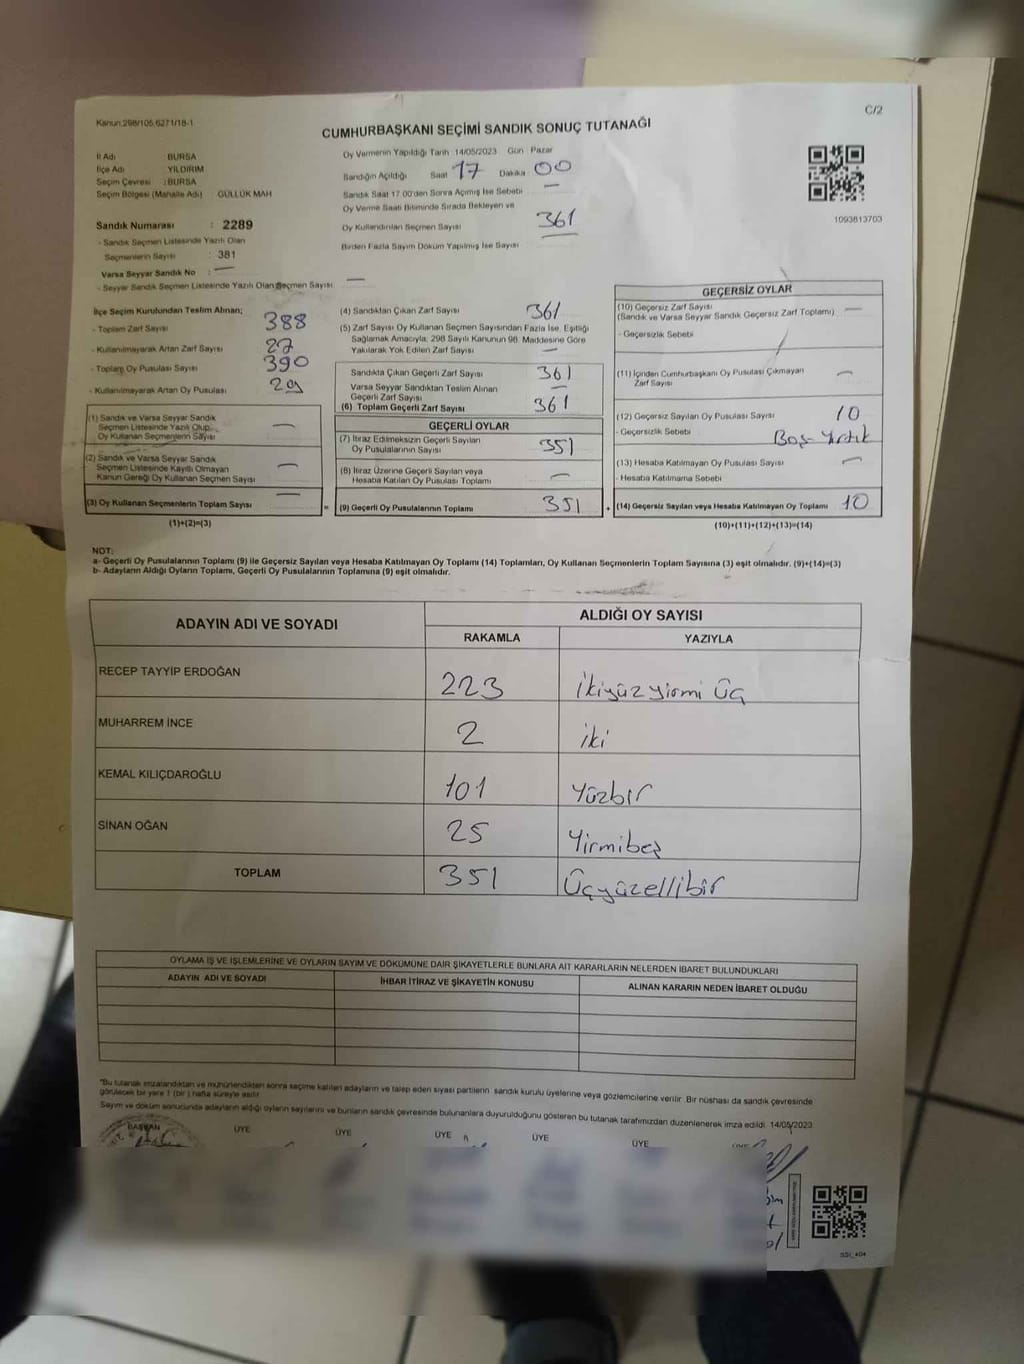 Kanun:298/105,6271/18-1
C/2
CUMHURBAŞKANI SEÇİMİ SANDIK SONUÇ TUTANAĞI
İl Adı : BURSA
İlçe Adı : YILDIRIM
Seçim Çevresi : BURSA
Seçim Bölgesi (Mahalle Adı) GÜLLÜK MAH
Sandık Numarası : 2289
- Sandık Seçmen Listesinde Yazılı Olan
Seçmenlerin Sayısı : 381
Varsa Seyyar Sandık No : —
- Seyyar Sandık Seçmen Listesinde Yazılı Olan Seçmen Sayısı: —
Oy Vermenin Yapıldığı Tarih 14/05/2023 Gün Pazar
Sandığın Açıldığı Saat 17 Dakika 00
Sandık Saat 17.00'den Sonra Açılmış İse Sebebi —
Oy Verme Saati Bitiminde Sırada Bekleyen ve
Oy Kullandırılan Seçmen Sayısı 361
Birden Fazla Sayım Döküm Yapılmış İse Sayısı —
1093813703
İlçe Seçim Kurulundan Teslim Alınan;
- Toplam Zarf Sayısı 388
- Kullanılmayarak Artan Zarf Sayısı 27
- Toplam Oy Pusulası Sayısı 390
- Kullanılmayarak Artan Oy Pusulası 29
(1) Sandık ve Varsa Seyyar Sandık
Seçmen Listesinde Yazılı Olup,
Oy Kullanan Seçmenlerin Sayısı —
(2) Sandık ve Varsa Seyyar Sandık
Seçmen Listesinde Kayıtlı Olmayan
Kanun Gereği Oy Kullanan Seçmen Sayısı —
(3) Oy Kullanan Seçmenlerin Toplam Sayısı —
(1)+(2)=(3)
(4) Sandıktan Çıkan Zarf Sayısı 361
(5) Zarf Sayısı Oy Kullanan Seçmen Sayısından Fazla İse, Eşitliği
Sağlamak Amacıyla, 298 Sayılı Kanunun 98. Maddesine Göre
Yakılarak Yok Edilen Zarf Sayısı —
Sandıkta Çıkan Geçerli Zarf Sayısı 361
Varsa Seyyar Sandıktan Teslim Alınan
Geçerli Zarf Sayısı —
(6) Toplam Geçerli Zarf Sayısı 361
GEÇERLİ OYLAR
(7) İtiraz Edilmeksizin Geçerli Sayılan
Oy Pusulasının Sayısı 351
(8) İtiraz Üzerine Geçerli Sayılan veya
Hesaba Katılan Oy Pusulası Toplamı —
= (9) Geçerli Oy Pusulalarının Toplamı 351
GEÇERSİZ OYLAR
(10) Geçersiz Zarf Sayısı —
(Sandık ve Varsa Seyyar Sandık Geçersiz Zarf Toplamı)
- Geçersizlik Sebebi
(11) İçinden Cumhurbaşkanı Oy Pusulası Çıkmayan
Zarf Sayısı —
(12) Geçersiz Sayılan Oy Pusulası Sayısı 10
- Geçersizlik Sebebi Boş-Yırtık
(13) Hesaba Katılmayan Oy Pusulası Sayısı —
- Hesaba Katılmama Sebebi
+ (14) Geçersiz Sayılan veya Hesaba Katılmayan Oy Toplamı 10
(10)+(11)+(12)+(13)=(14)
NOT:
a- Geçerli Oy Pusulalarının Toplamı (9) ile Geçersiz Sayılan veya Hesaba Katılmayan Oy Toplamı (14) Toplamları, Oy Kullanan Seçmenlerin Toplam Sayısına (3) eşit olmalıdır. (9)+(14)=(3)
b- Adayların Aldığı Oyların Toplamı, Geçerli Oy Pusulalarının Toplamına (9) eşit olmalıdır.
ADAYIN ADI VE SOYADI
ALDIĞI OY SAYISI
RAKAMLA YAZIYLA
RECEP TAYYİP ERDOĞAN 223 İkiyüzyirmi üç
MUHARREM İNCE 2 iki
KEMAL KILIÇDAROĞLU 101 Yüzbir
SİNAN OĞAN 25 Yirmibeş
TOPLAM 351 Üçyüzellibir
OYLAMA İŞ VE İŞLEMLERİNE VE OYLARIN SAYIM VE DÖKÜMÜNE DAİR ŞİKAYETLERLE BUNLARA AİT KARARLARIN NELERDEN İBARET BULUNDUKLARI
ADAYIN ADI VE SOYADI İHBAR İTİRAZ VE ŞİKAYETİN KONUSU ALINAN KARARIN NEDEN İBARET OLDUĞU
*Bu tutanak imzalandıktan ve mühürlendikten sonra seçime katılan adayların ve talep eden siyasi partilerin sandık kurulu üyelerine veya gözlemcilerine verilir. Bir nüshası da sandık çevresinde
görülecek bir yere 1 (bir) hafta süreyle asılır.
Sayım ve döküm sonucunda adayların aldığı oyların sayılarını ve bunların sandık çevresinde bulunanlara duyurulduğunu gösteren bu tutanak tarafımızdan düzenlenerek imza edildi. 14/05/2023
BAŞKAN ÜYE ÜYE ÜYE ÜYE ÜYE ÜYE